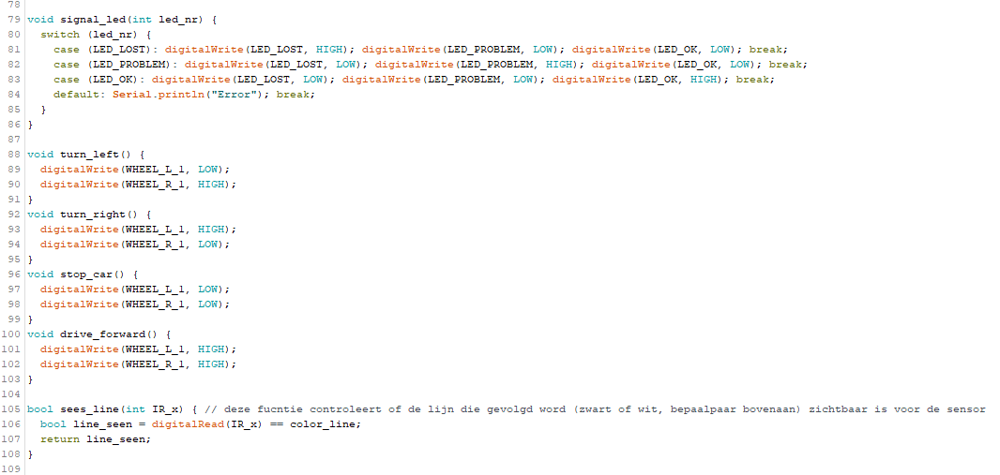 78
79 void signal_led(int led_nr) {
80   switch (led_nr) {
81     case (LED_LOST): digitalWrite(LED_LOST, HIGH); digitalWrite(LED_PROBLEM, LOW); digitalWrite(LED_OK, LOW); break;
82     case (LED_PROBLEM): digitalWrite(LED_LOST, LOW); digitalWrite(LED_PROBLEM, HIGH); digitalWrite(LED_OK, LOW); break;
83     case (LED_OK): digitalWrite(LED_LOST, LOW); digitalWrite(LED_PROBLEM, LOW); digitalWrite(LED_OK, HIGH); break;
84     default: Serial.println("Error"); break;
85   }
86 }
87
88 void turn_left() {
89   digitalWrite(WHEEL_L_1, LOW);
90   digitalWrite(WHEEL_R_1, HIGH);
91 }
92 void turn_right() {
93   digitalWrite(WHEEL_L_1, HIGH);
94   digitalWrite(WHEEL_R_1, LOW);
95 }
96 void stop_car() {
97   digitalWrite(WHEEL_L_1, LOW);
98   digitalWrite(WHEEL_R_1, LOW);
99 }
100 void drive_forward() {
101   digitalWrite(WHEEL_L_1, HIGH);
102   digitalWrite(WHEEL_R_1, HIGH);
103 }
104
105 bool sees_line(int IR_x) { // deze fucntie controleert of de lijn die gevolgd word (zwart of wit, bepaalpaar bovenaan) zichtbaar is voor de sensor
106   bool line_seen = digitalRead(IR_x) == color_line;
107   return line_seen;
108 }
109